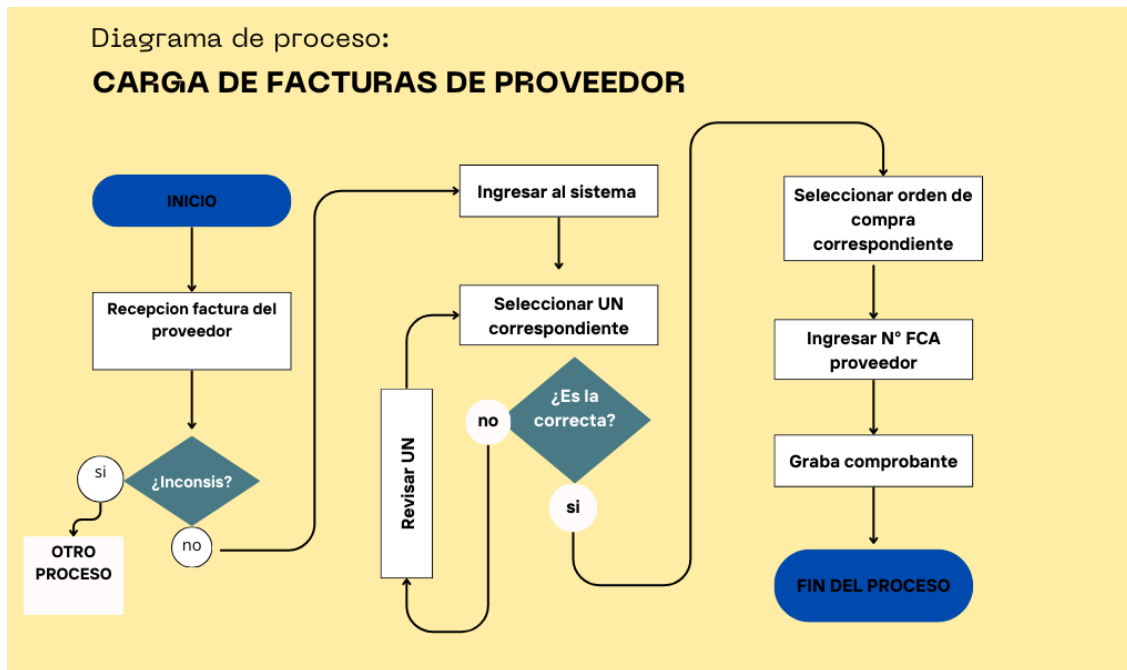 Diagrama de proceso:
CARGA DE FACTURAS DE PROVEEDOR
INICIO
Recepcion factura del
proveedor
¿Inconsis?
si
no
OTRO
PROCESO
Ingresar al sistema
Seleccionar UN
correspondiente
¿Es la
correcta?
no
si
Revisar UN
Seleccionar orden de
compra
correspondiente
Ingresar N° FCA
proveedor
Graba comprobante
FIN DEL PROCESO